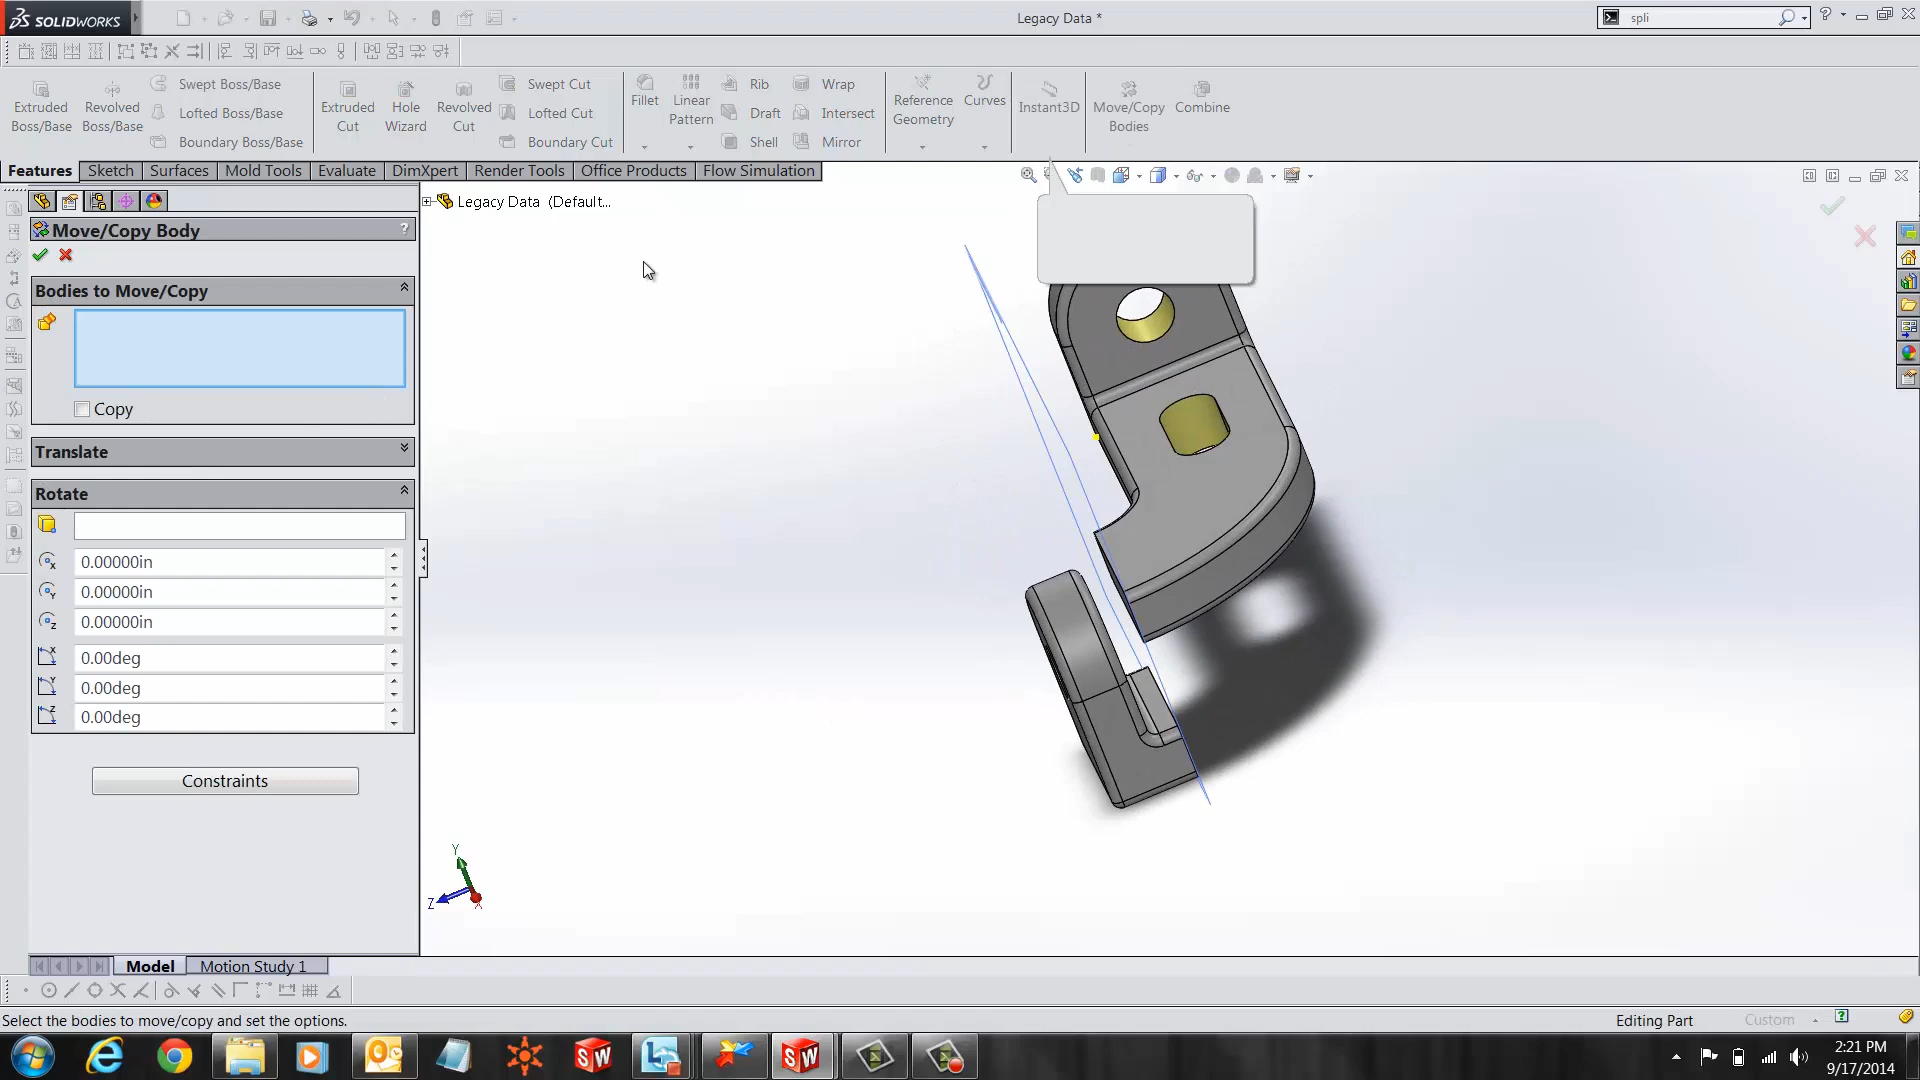 SOLIDWORKS
Legacy Data *
spli
Extruded Boss/Base
Revolved Boss/Base
Swept Boss/Base
Lofted Boss/Base
Boundary Boss/Base
Extruded Cut
Hole Wizard
Revolved Cut
Swept Cut
Lofted Cut
Boundary Cut
Fillet
Linear Pattern
Rib
Draft
Shell
Wrap
Intersect
Mirror
Reference Geometry
Curves
Instant3D
Move/Copy Bodies
Combine
Features Sketch Surfaces Mold Tools Evaluate DimXpert Render Tools Office Products Flow Simulation
Legacy Data (Default...
Move/Copy Body
?
Bodies to Move/Copy
Copy
Translate
Rotate
X 0.00000in
Y 0.00000in
Z 0.00000in
X 0.00deg
Y 0.00deg
Z 0.00deg
Constraints
Y
Z
X
Model Motion Study 1
Select the bodies to move/copy and set the options.
Editing Part
Custom
SW
SW
2:21 PM
9/17/2014